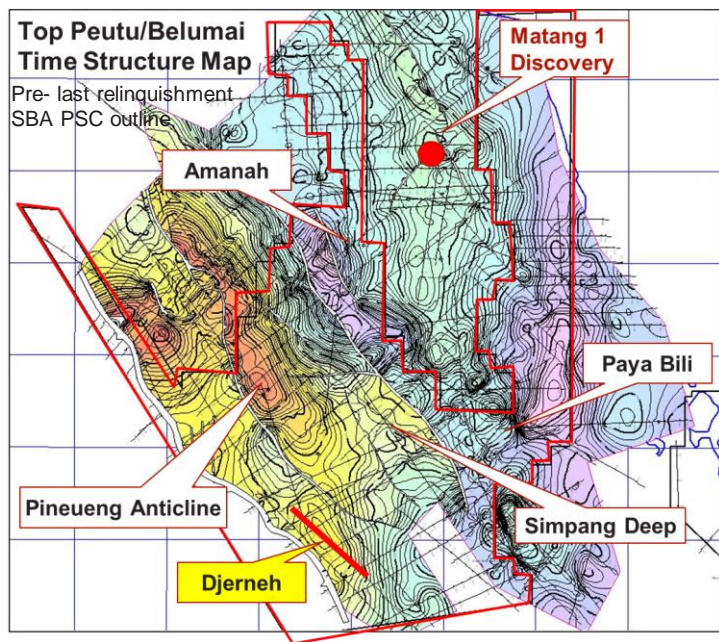 Top Peutu/Belumai
Time Structure Map
Pre- last relinquishment
SBA PSC outline
Matang 1
Discovery
Amanah
Paya Bili
Pineueng Anticline
Simpang Deep
Djerneh